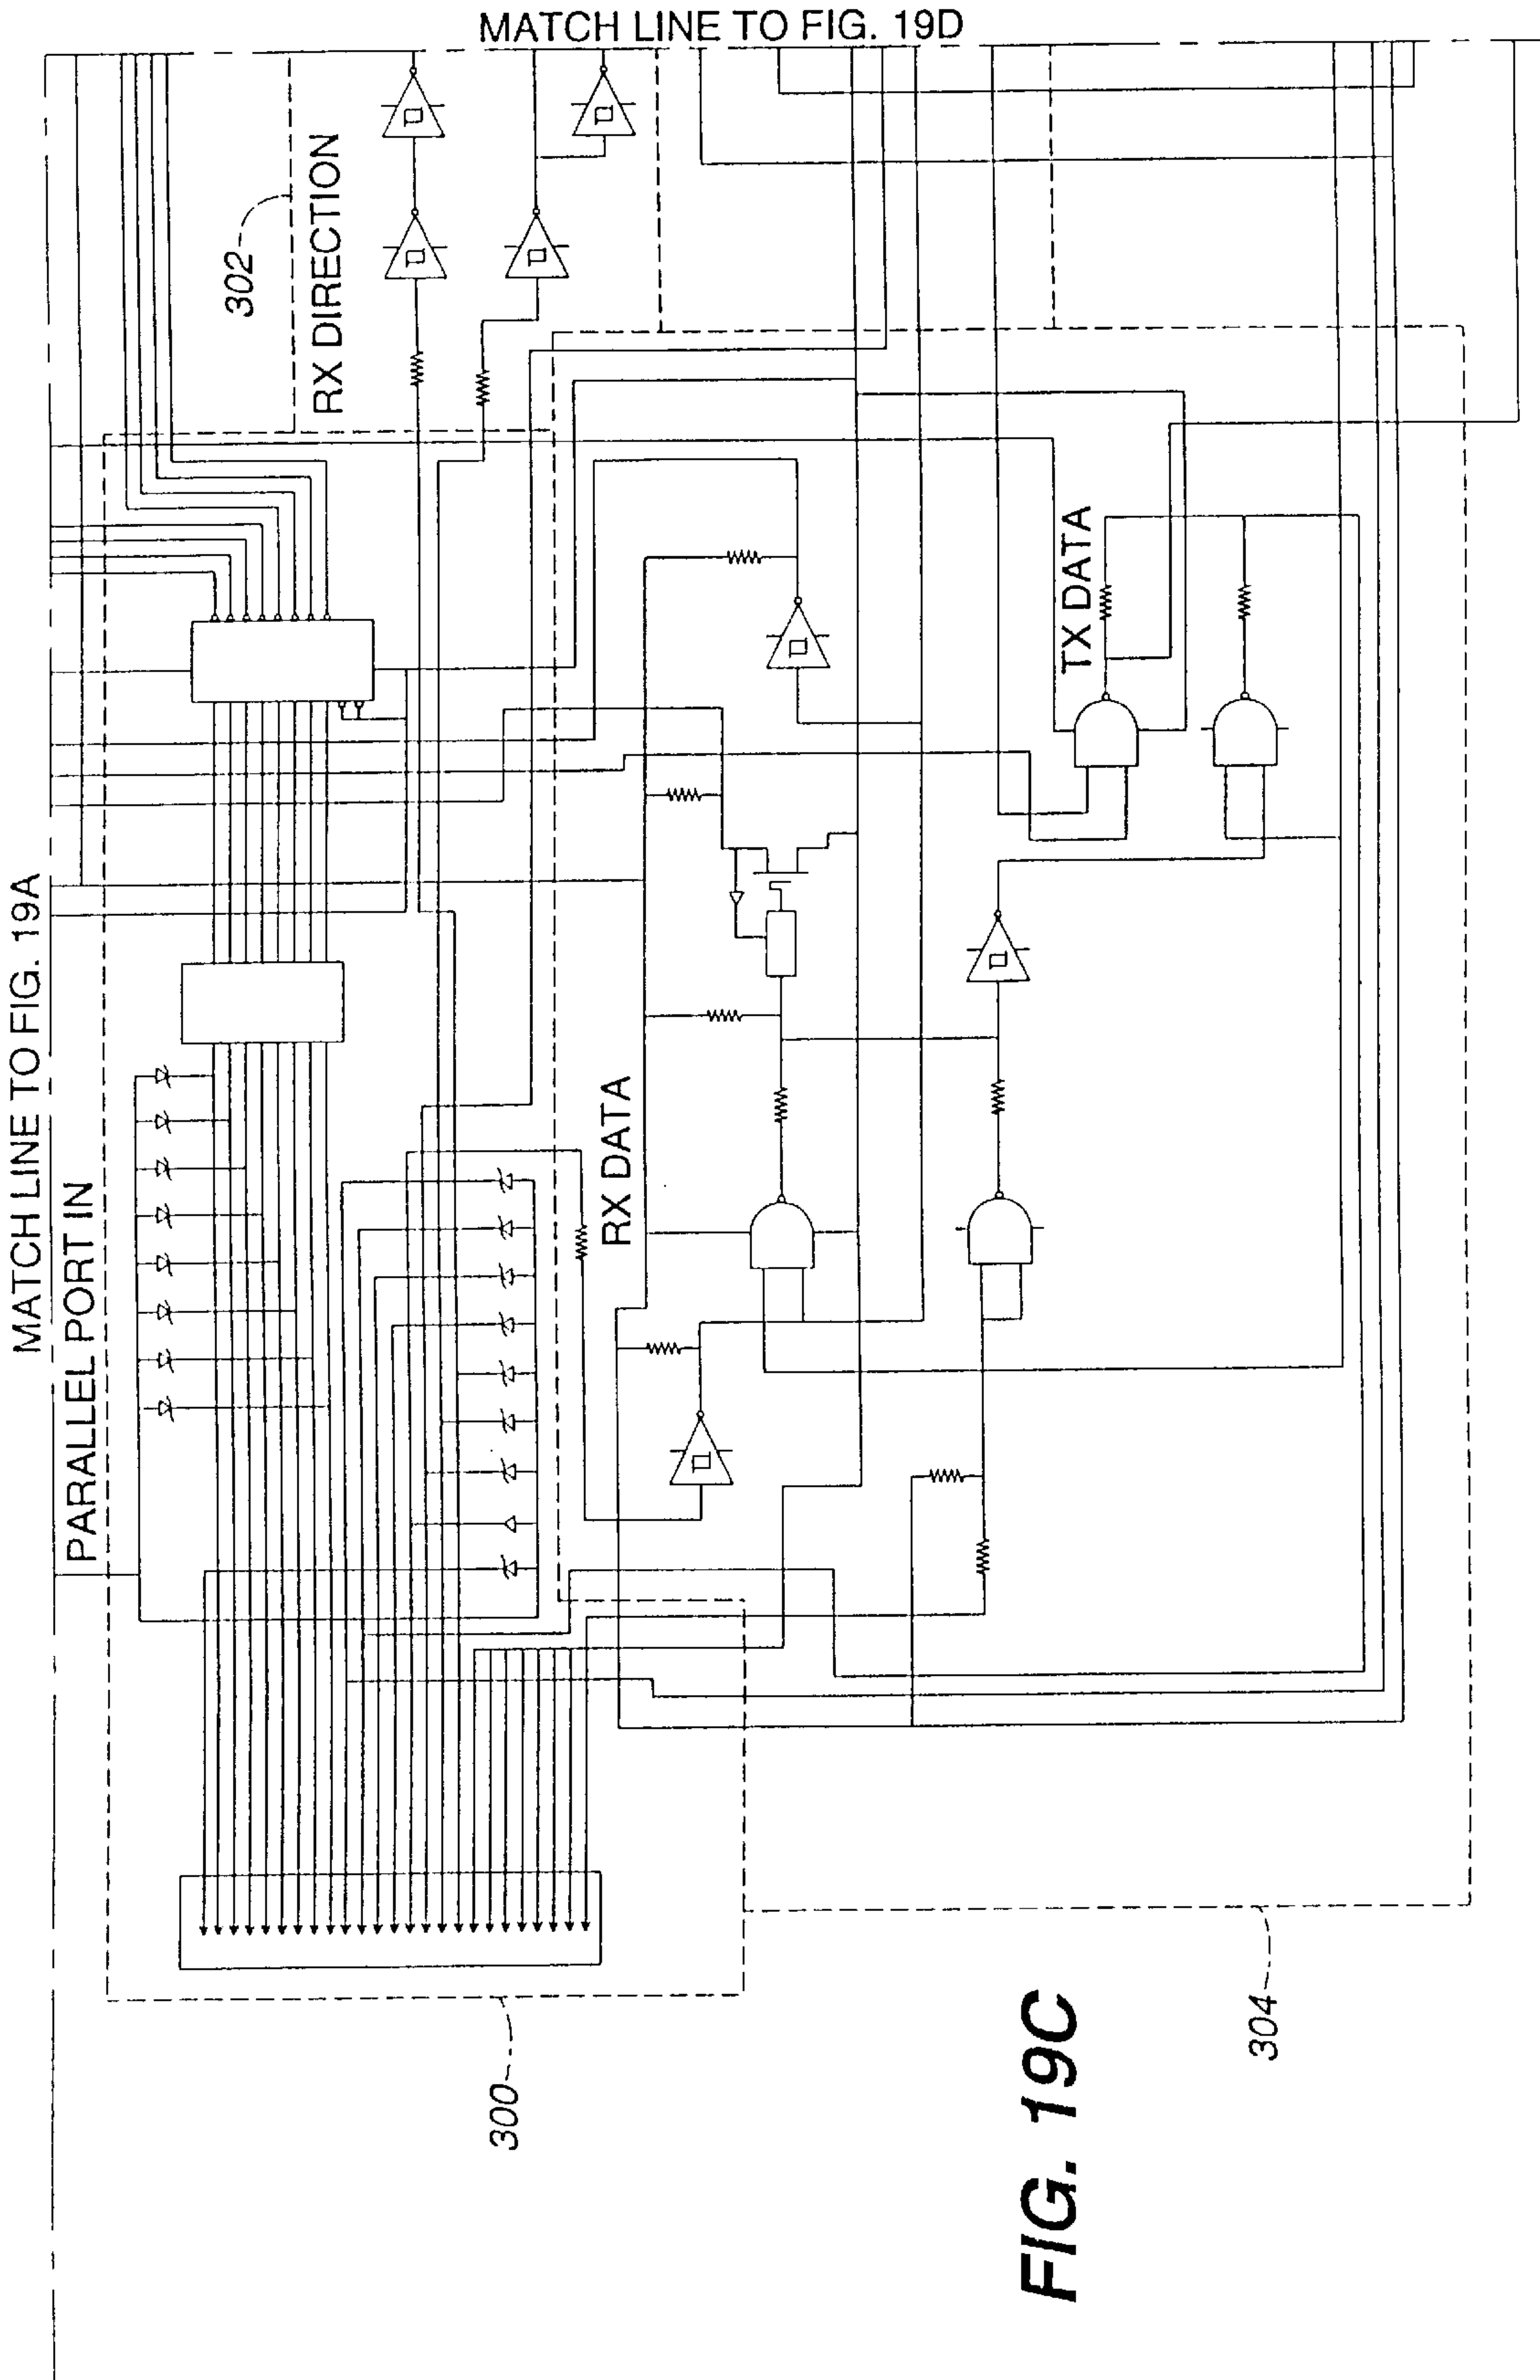 MATCH LINE TO FIG. 19D
MATCH LINE TO FIG. 19A
PARALLEL PORT IN
302
RX DIRECTION
RX DATA
TX DATA
300
304
FIG. 19C